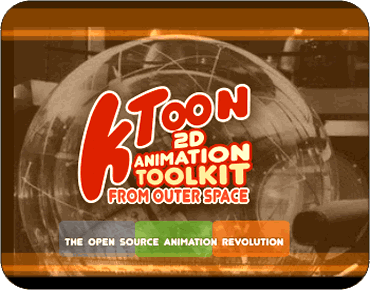 kToon
2D
ANIMATION
TOOLKIT
FROM OUTER SPACE
THE OPEN SOURCE ANIMATION REVOLUTION